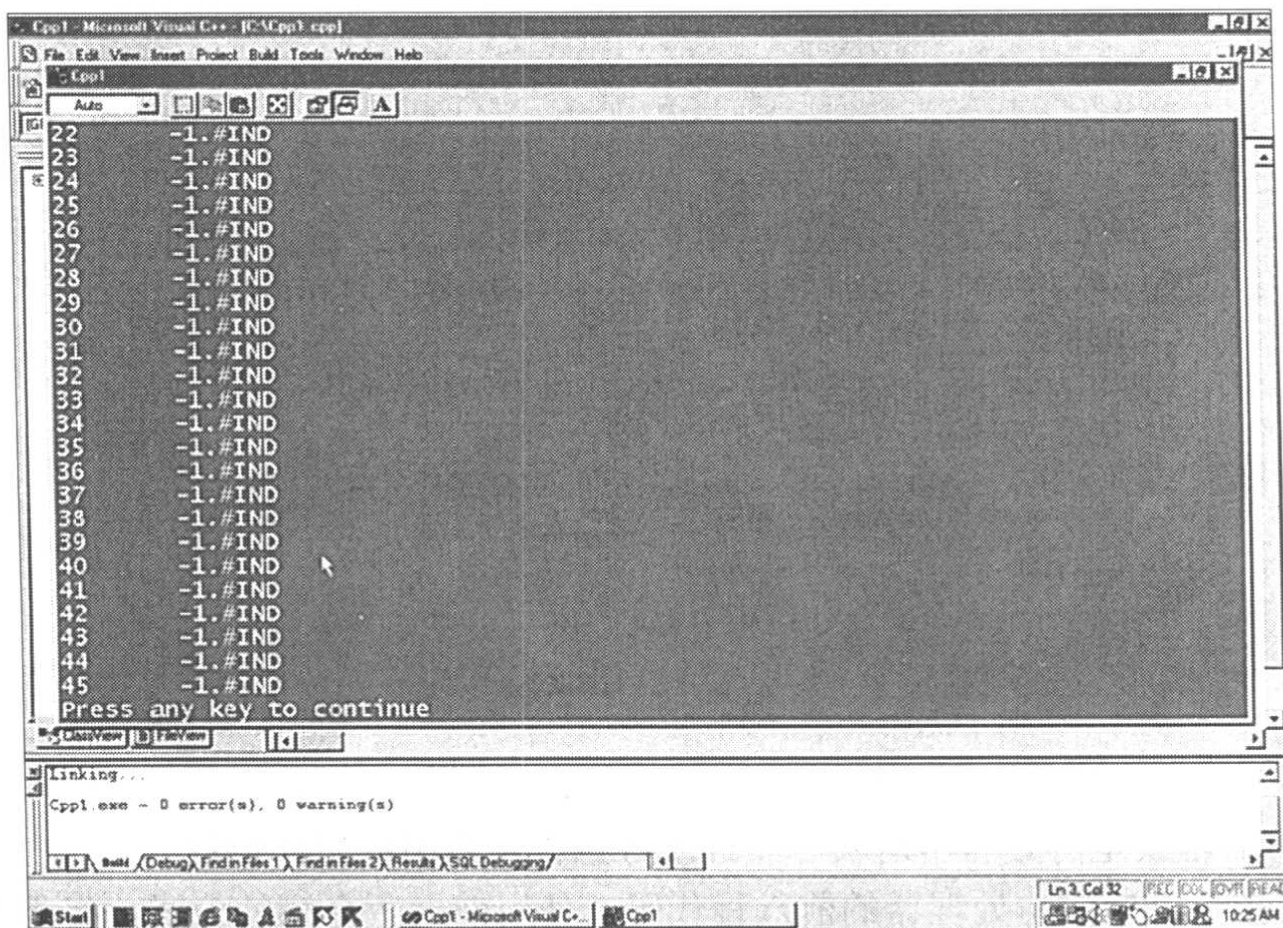 Cpp1 - Microsoft Visual C++ - [C:\Cpp1.cpp]
File Edit View Insert Project Build Tools Window Help
Cpp1
Auto
A
22 -1.#IND
23 -1.#IND
24 -1.#IND
25 -1.#IND
26 -1.#IND
27 -1.#IND
28 -1.#IND
29 -1.#IND
30 -1.#IND
31 -1.#IND
32 -1.#IND
33 -1.#IND
34 -1.#IND
35 -1.#IND
36 -1.#IND
37 -1.#IND
38 -1.#IND
39 -1.#IND
40 -1.#IND
41 -1.#IND
42 -1.#IND
43 -1.#IND
44 -1.#IND
45 -1.#IND
Press any key to continue
ClassView FileView
Linking...
Cpp1.exe - 0 error(s), 0 warning(s)
Build Debug Find in Files 1 Find in Files 2 Results SQL Debugging
Ln 3, Col 32 REC COL OVR READ
Start Cpp1 - Microsoft Visual C+... Cpp1 10:25 AM